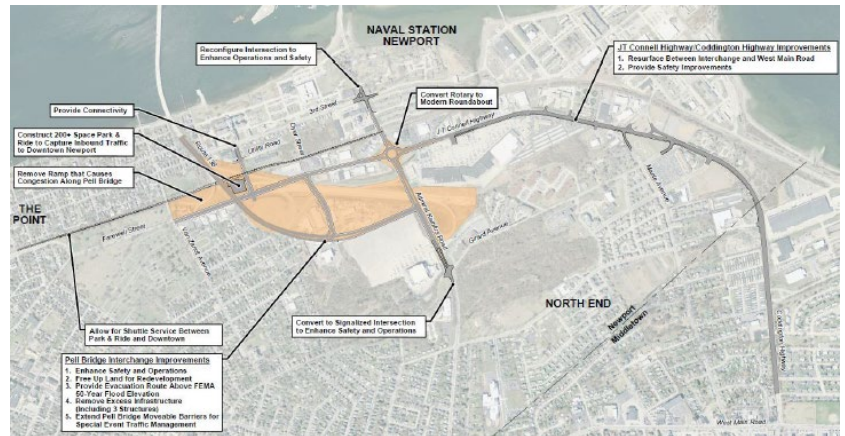 NAVAL STATION
NEWPORT
Reconfigure Intersection to
Enhance Operations and Safety
JT Connell Highway/Coddington Highway Improvements
1. Resurface Between Interchange and West Main Road
2. Provide Safety Improvements
Provide Connectivity
3rd Street
Convert Rotary to
Modern Roundabout
JT Connell Highway
Construct 200+ Space Park &
Ride to Capture Inbound Traffic
to Downtown Newport
Dyer Street
Remove Ramp that Causes
Congestion Along Pell Bridge
THE
POINT
Farewell Street
Van Zandt Avenue
Admiral Kalbfus Road
Girard Avenue
NORTH END
Newport
Middletown
Coddington Highway
Allow for Shuttle Service Between
Park & Ride and Downtown
Convert to Signalized Intersection
to Enhance Safety and Operations
Pell Bridge Interchange Improvements
1. Enhance Safety and Operations
2. Free Up Land for Redevelopment
3. Provide Evacuation Route Above FEMA
50-Year Flood Elevation
4. Remove Excess Infrastructure
(Including 3 Structures)
5. Extend Pell Bridge Moveable Barriers for
Special Event Traffic Management
West Main Road